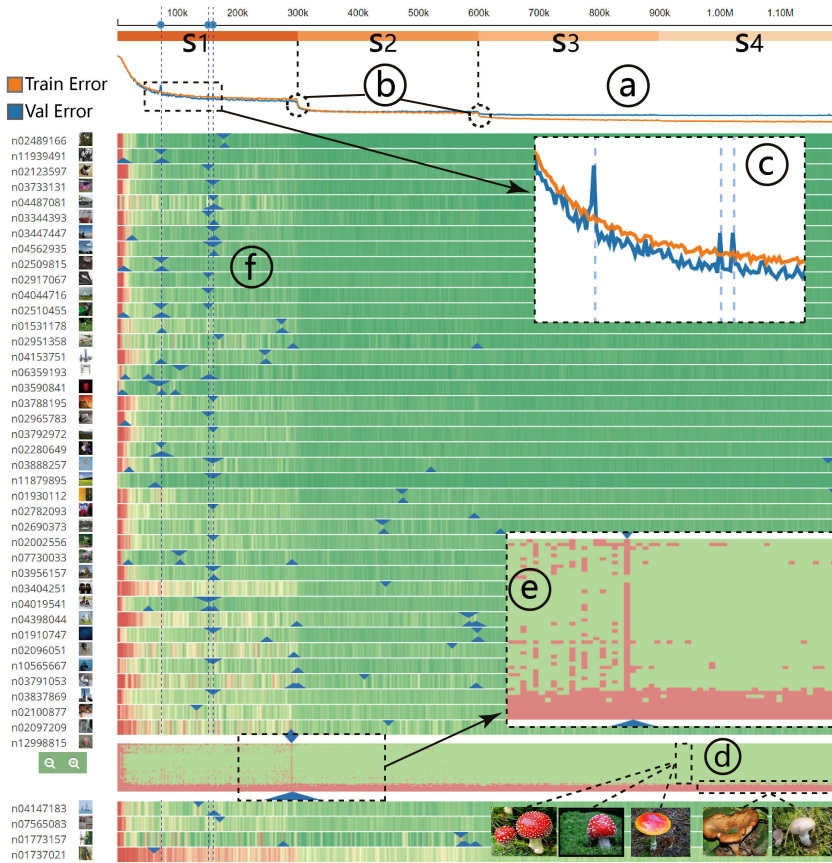 100k 200k 300k 400k 500k 600k 700k 800k 900k 1.00M 1.10M
S1 S2 S3 S4
Train Error
Val Error
b
a
c
n02489166
n11939491
n02123597
n03733131
n04487081
n03344393
n03447447
n04562935
n02509815
f
n02917067
n04044716
n02510455
n01531178
n02951358
n04153751
n06359193
n03590841
n03788195
n02965783
n03792972
n02280649
n03888257
n11879895
n01930112
n02782093
n02690373
n02002556
n07730033
n03956157
n03404251
e
n04019541
n04398044
n01910747
n02096051
n10565667
n03791053
n03837869
n02100877
n02097209
n12998815
d
n04147183
n07565083
n01773157
n01737021